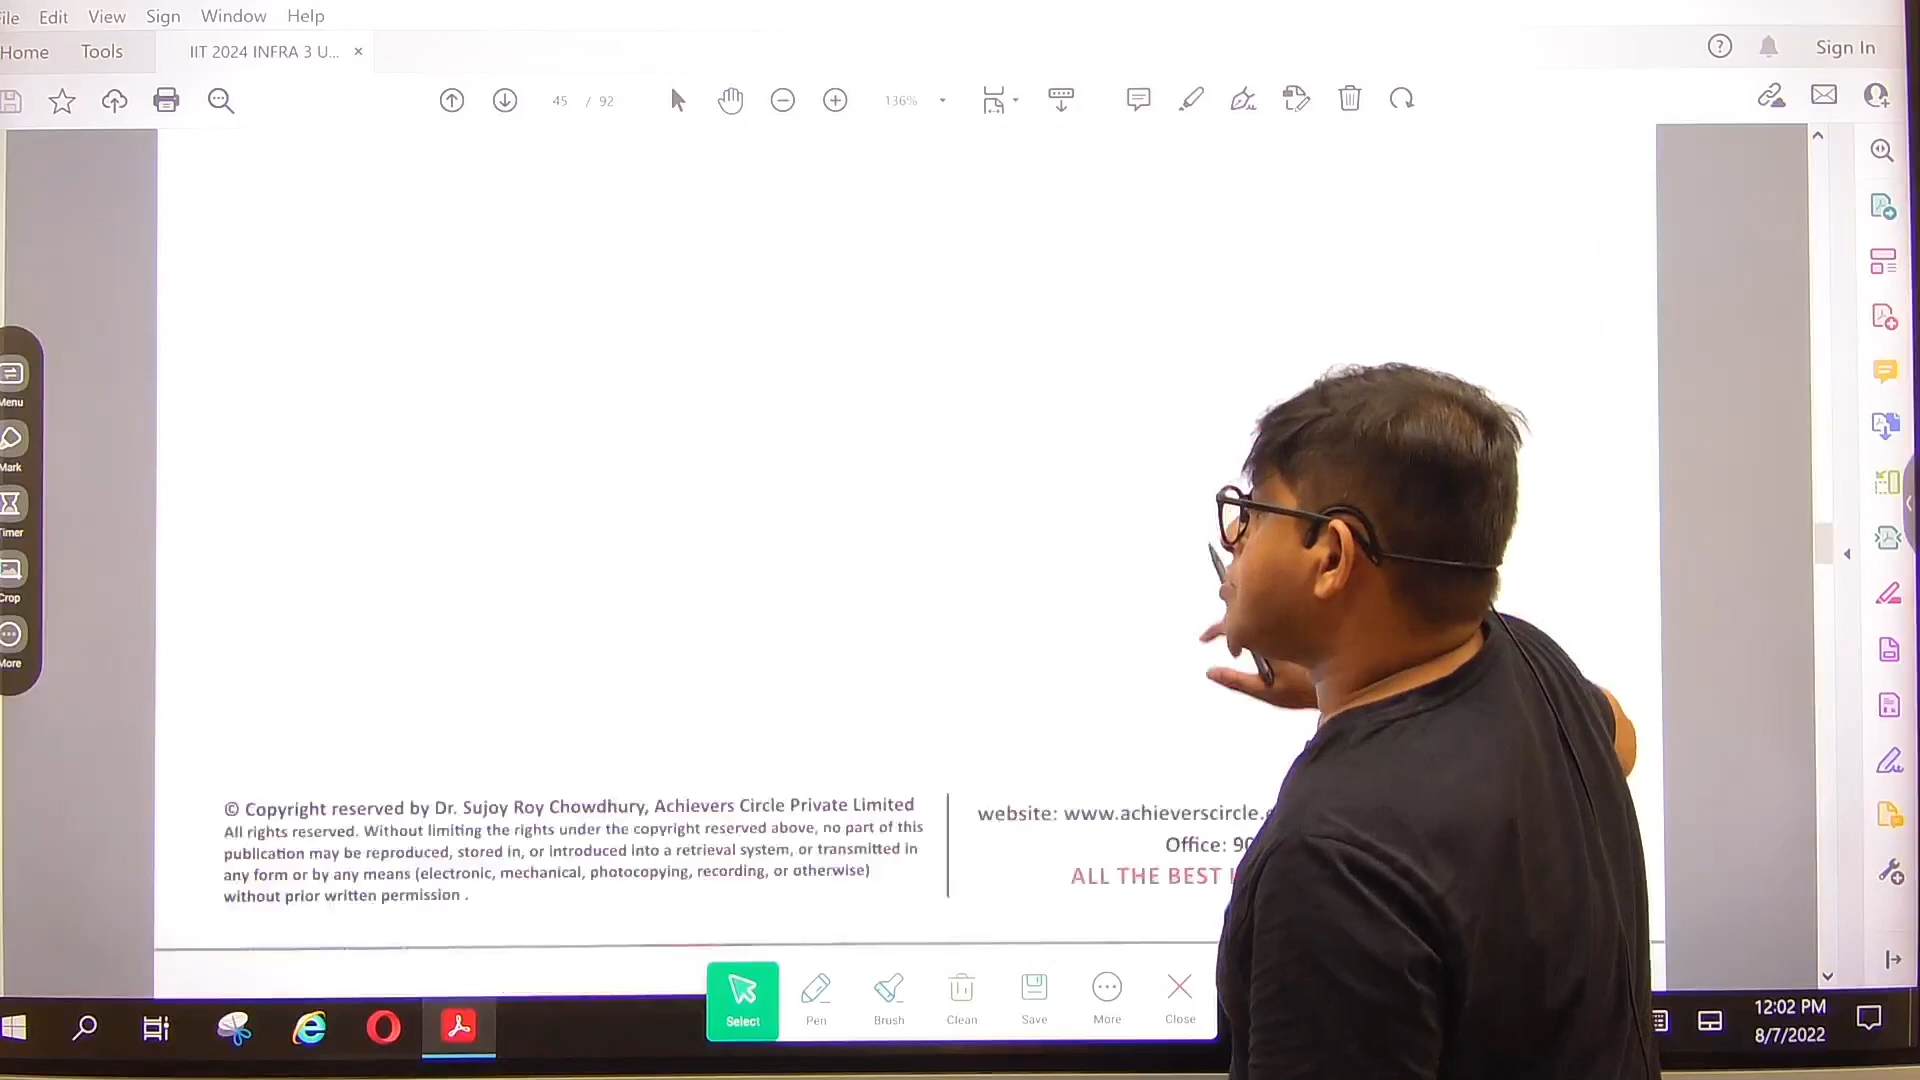 File Edit View Sign Window Help
Home Tools IIT 2024 INFRA 3 U... × Sign In
45 / 92 136%
Menu
Mark
Timer
Crop
More
© Copyright reserved by Dr. Sujoy Roy Chowdhury, Achievers Circle Private Limited
All rights reserved. Without limiting the rights under the copyright reserved above, no part of this
publication may be reproduced, stored in, or introduced into a retrieval system, or transmitted in
any form or by any means (electronic, mechanical, photocopying, recording, or otherwise)
without prior written permission .
website: www.achieverscircle.
Office: 90
ALL THE BEST
Select Pen Brush Clean Save More Close
12:02 PM
8/7/2022